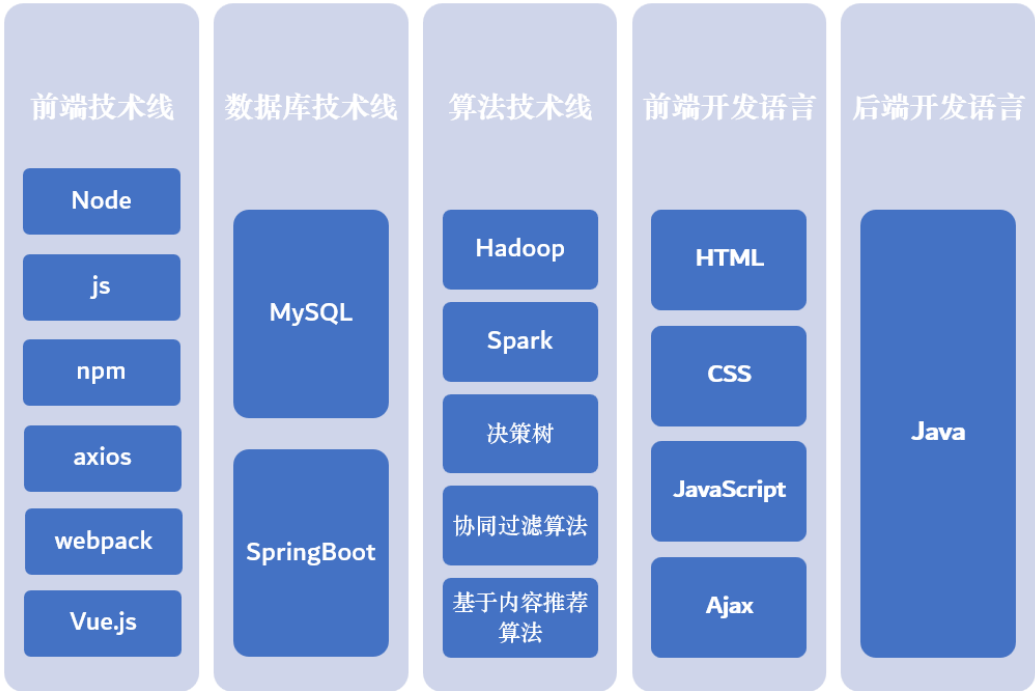 前端技术线
Node
js
npm
axios
webpack
Vue.js
数据库技术线
MySQL
SpringBoot
算法技术线
Hadoop
Spark
决策树
协同过滤算法
基于内容推荐
算法
前端开发语言
HTML
CSS
JavaScript
Ajax
后端开发语言
Java